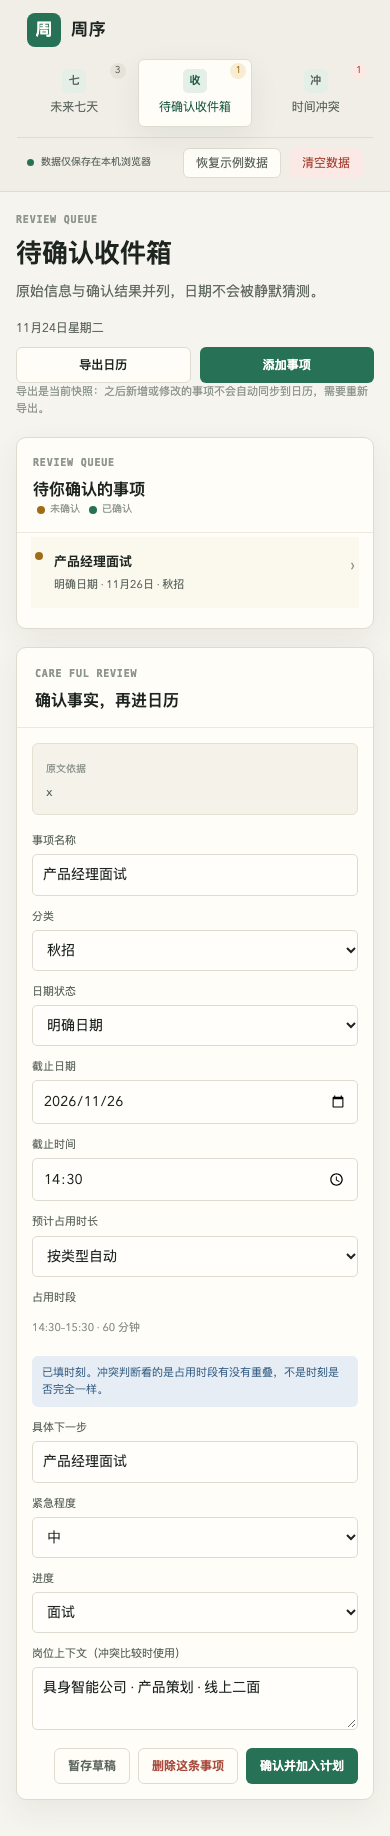 周 周序
3 1 1
七 收 冲
未来七天 待确认收件箱 时间冲突
数据仅保存在本机浏览器 恢复示例数据 清空数据
REVIEW QUEUE
待确认收件箱
原始信息与确认结果并列，日期不会被静默猜测。
11月24日星期二
导出日历 添加事项
导出是当前快照：之后新增或修改的事项不会自动同步到日历，需要重新
导出。
REVIEW QUEUE
待你确认的事项
未确认 已确认
产品经理面试
明确日期 · 11月26日 · 秋招
CARE FUL REVIEW
确认事实，再进日历
原文依据
x
事项名称
产品经理面试
分类
秋招
日期状态
明确日期
截止日期
2026/11/26
截止时间
14:30
预计占用时长
按类型自动
占用时段
14:30–15:30 · 60 分钟
已填时刻。冲突判断看的是占用时段有没有重叠，不是时刻是
否完全一样。
具体下一步
产品经理面试
紧急程度
中
进度
面试
岗位上下文（冲突比较时使用）
具身智能公司 · 产品策划 · 线上二面
暂存草稿 删除这条事项 确认并加入计划